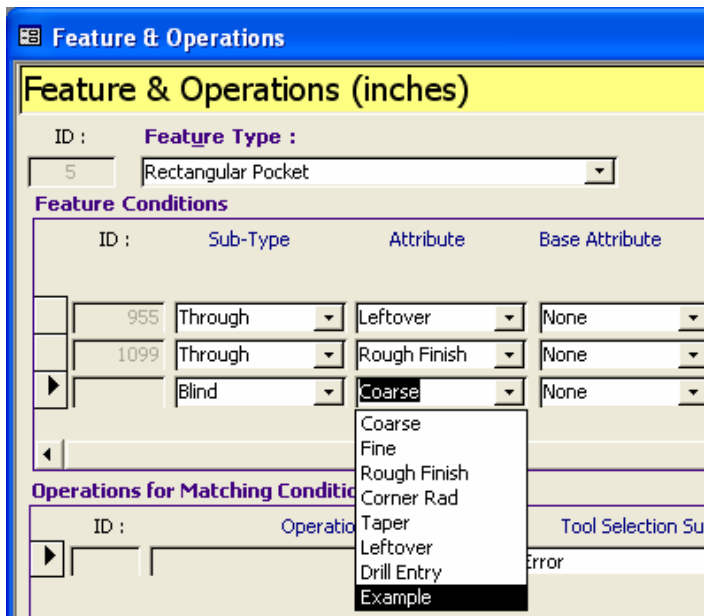 Feature & Operations
Feature & Operations (inches)
ID : Feature Type :
5 Rectangular Pocket
Feature Conditions
ID : Sub-Type Attribute Base Attribute
955 Through Leftover None
1099 Through Rough Finish None
Blind Coarse None
Coarse
Fine
Rough Finish
Corner Rad
Taper
Leftover
Drill Entry
Example
Operations for Matching Conditio
ID : Operatio Tool Selection Su
Error